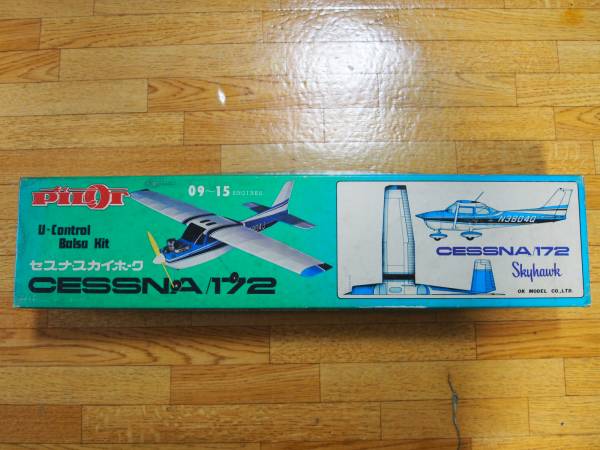 PILOT
U-Control
Balsa Kit
09~15 ENGINES
セスナスカイホーク
CESSNA/172
N3804Q
CESSNA/172
Skyhawk
OK MODEL CO.,LTD.